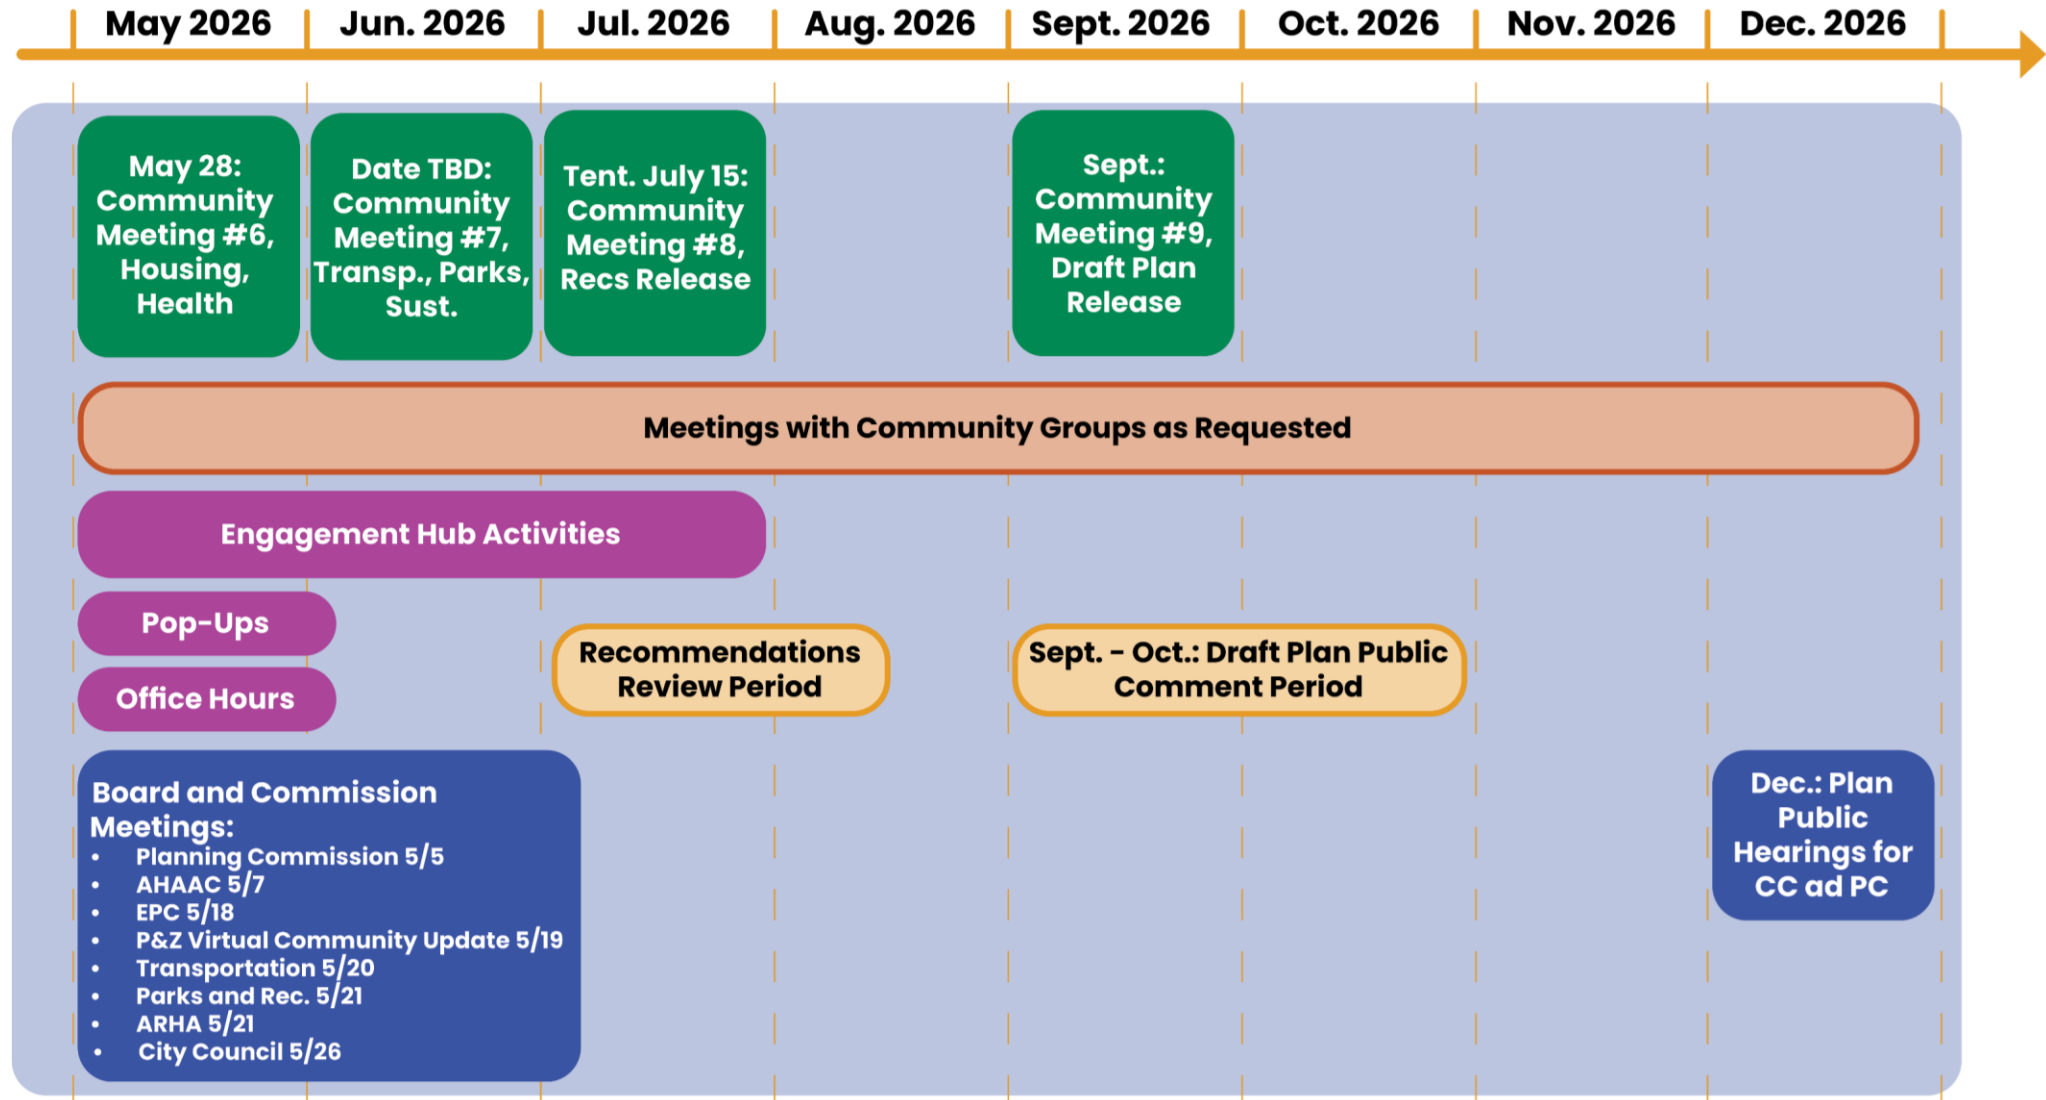 May 2026
Jun. 2026
Jul. 2026
Aug. 2026
Sept. 2026
Oct. 2026
Nov. 2026
Dec. 2026
May 28:
Community
Meeting #6,
Housing,
Health
Date TBD:
Community
Meeting #7,
Transp., Parks,
Sust.
Tent. July 15:
Community
Meeting #8,
Recs Release
Sept.:
Community
Meeting #9,
Draft Plan
Release
Meetings with Community Groups as Requested
Engagement Hub Activities
Pop-Ups
Office Hours
Recommendations
Review Period
Sept. - Oct.: Draft Plan Public
Comment Period
Board and Commission
Meetings:
• Planning Commission 5/5
• AHAAC 5/7
• EPC 5/18
• P&Z Virtual Community Update 5/19
• Transportation 5/20
• Parks and Rec. 5/21
• ARHA 5/21
• City Council 5/26
Dec.: Plan
Public
Hearings for
CC ad PC